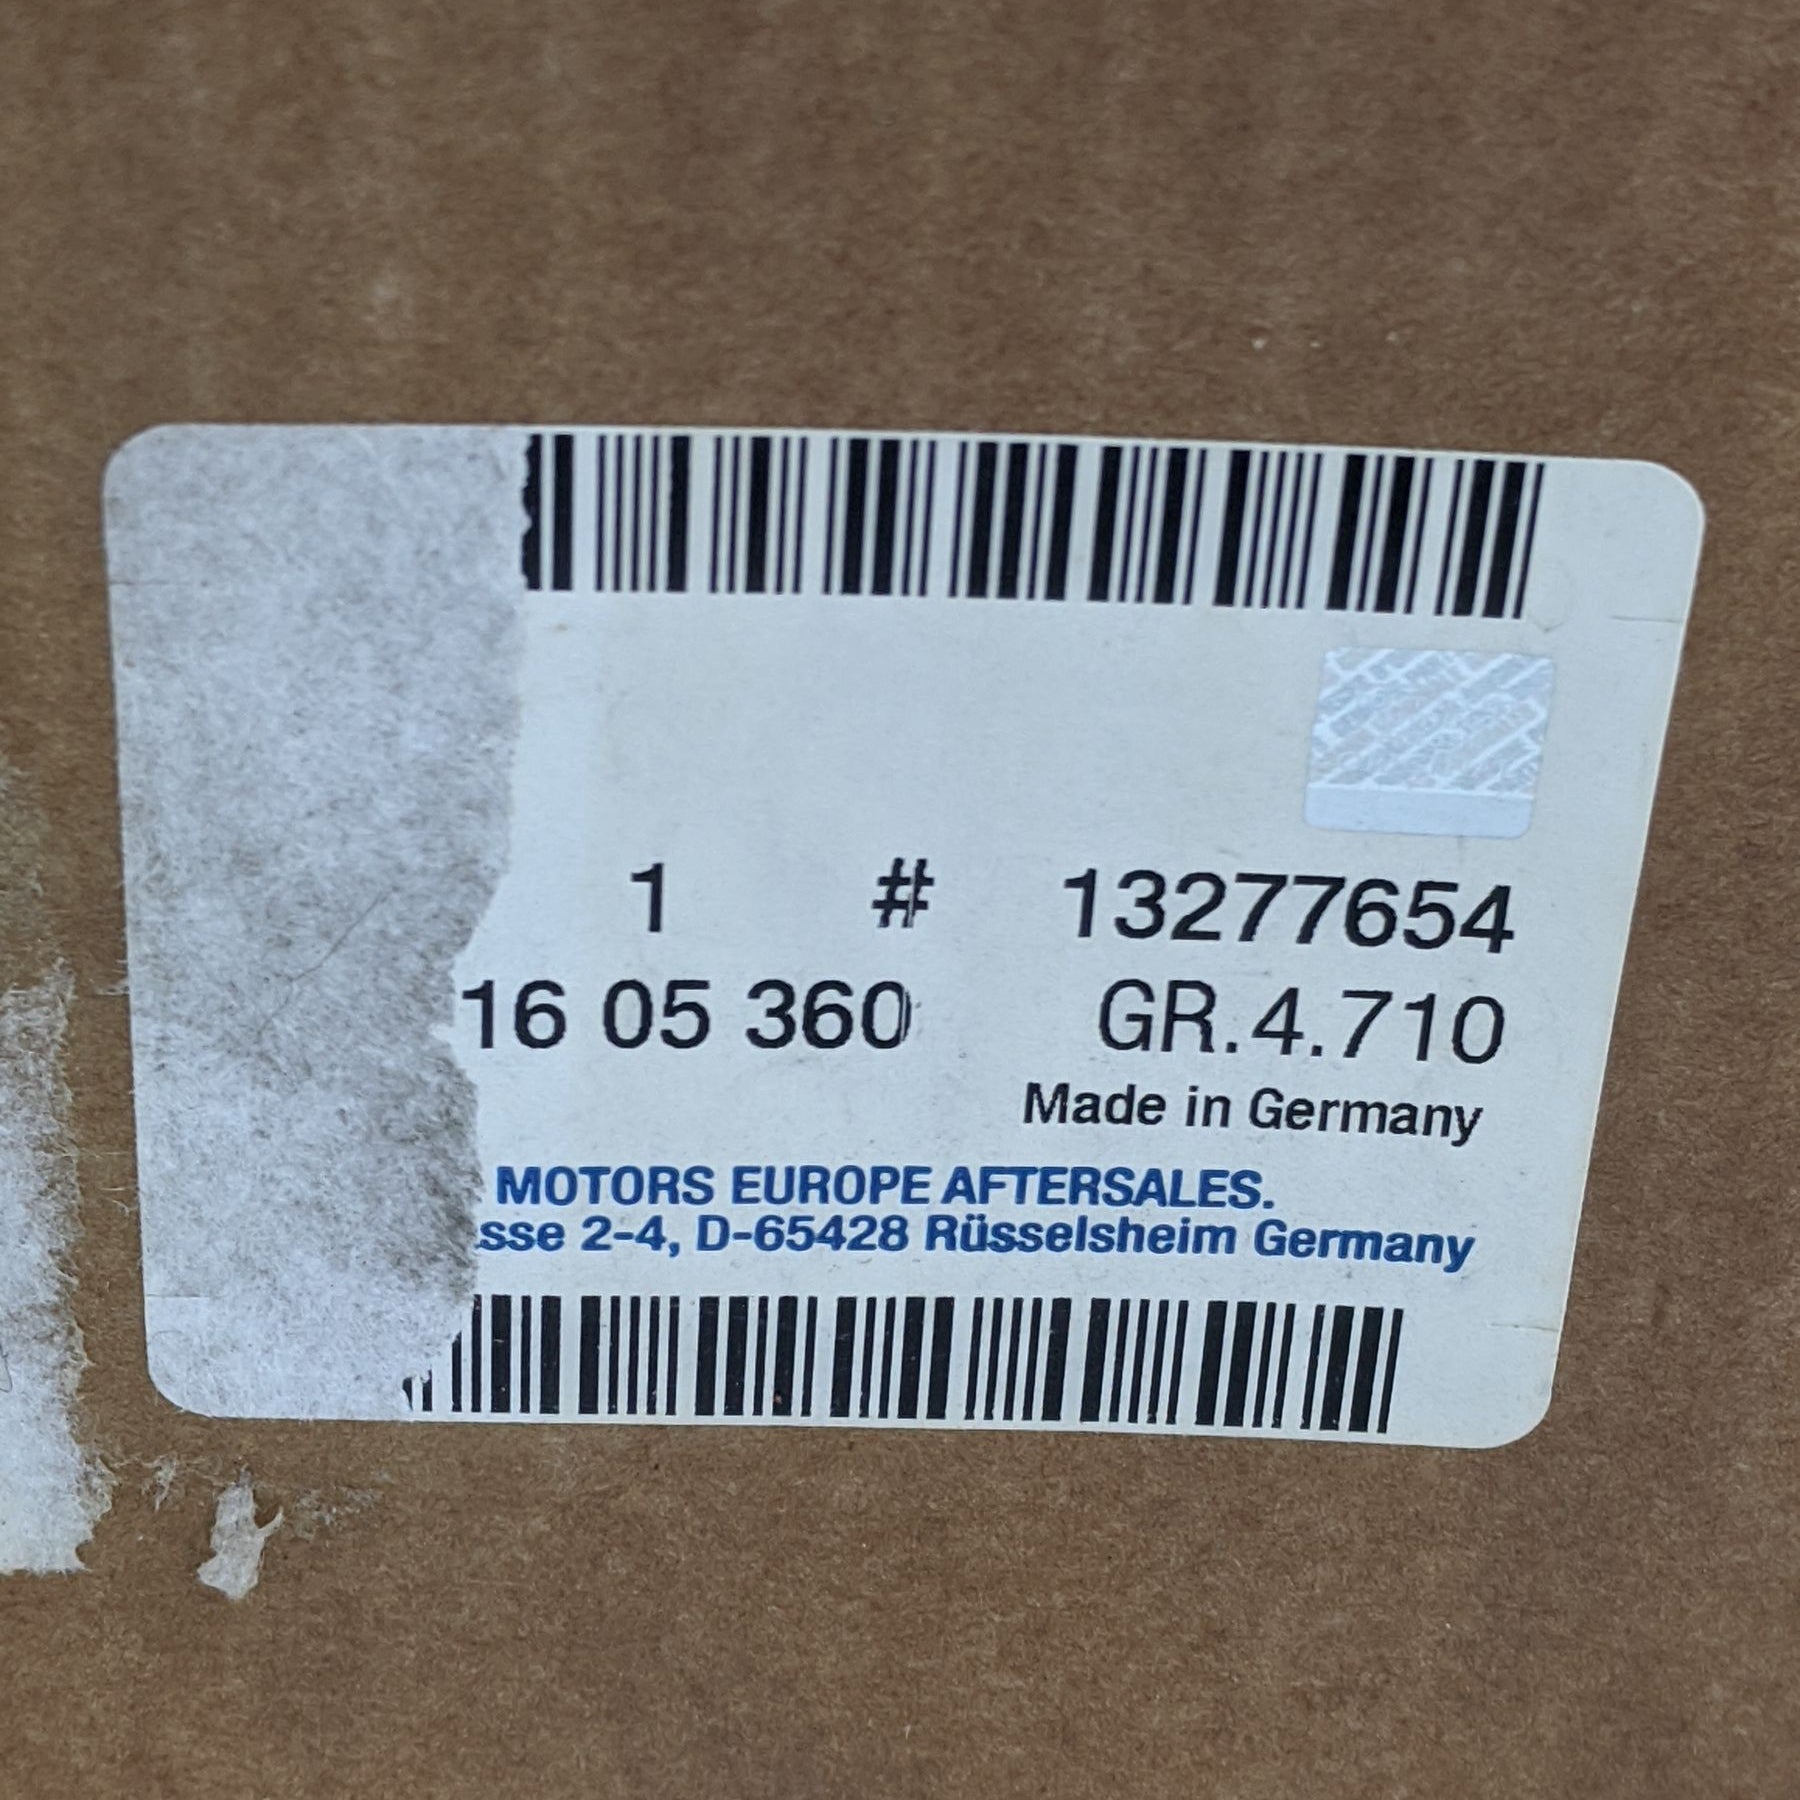 1 # 13277654
16 05 360 GR.4.710
Made in Germany
MOTORS EUROPE AFTERSALES.
sse 2-4, D-65428 Rüsselsheim Germany